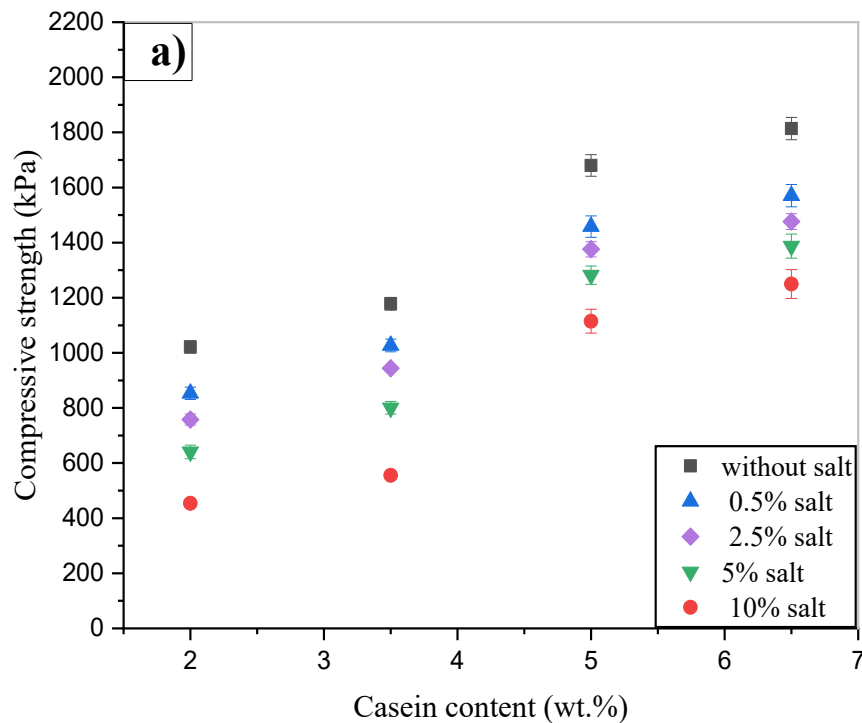 a)
2200
2000
1800
1600
1400
1200
1000
800
600
400
200
0
Compressive strength (kPa)
without salt
0.5% salt
2.5% salt
5% salt
10% salt
2 3 4 5 6 7
Casein content (wt.%)